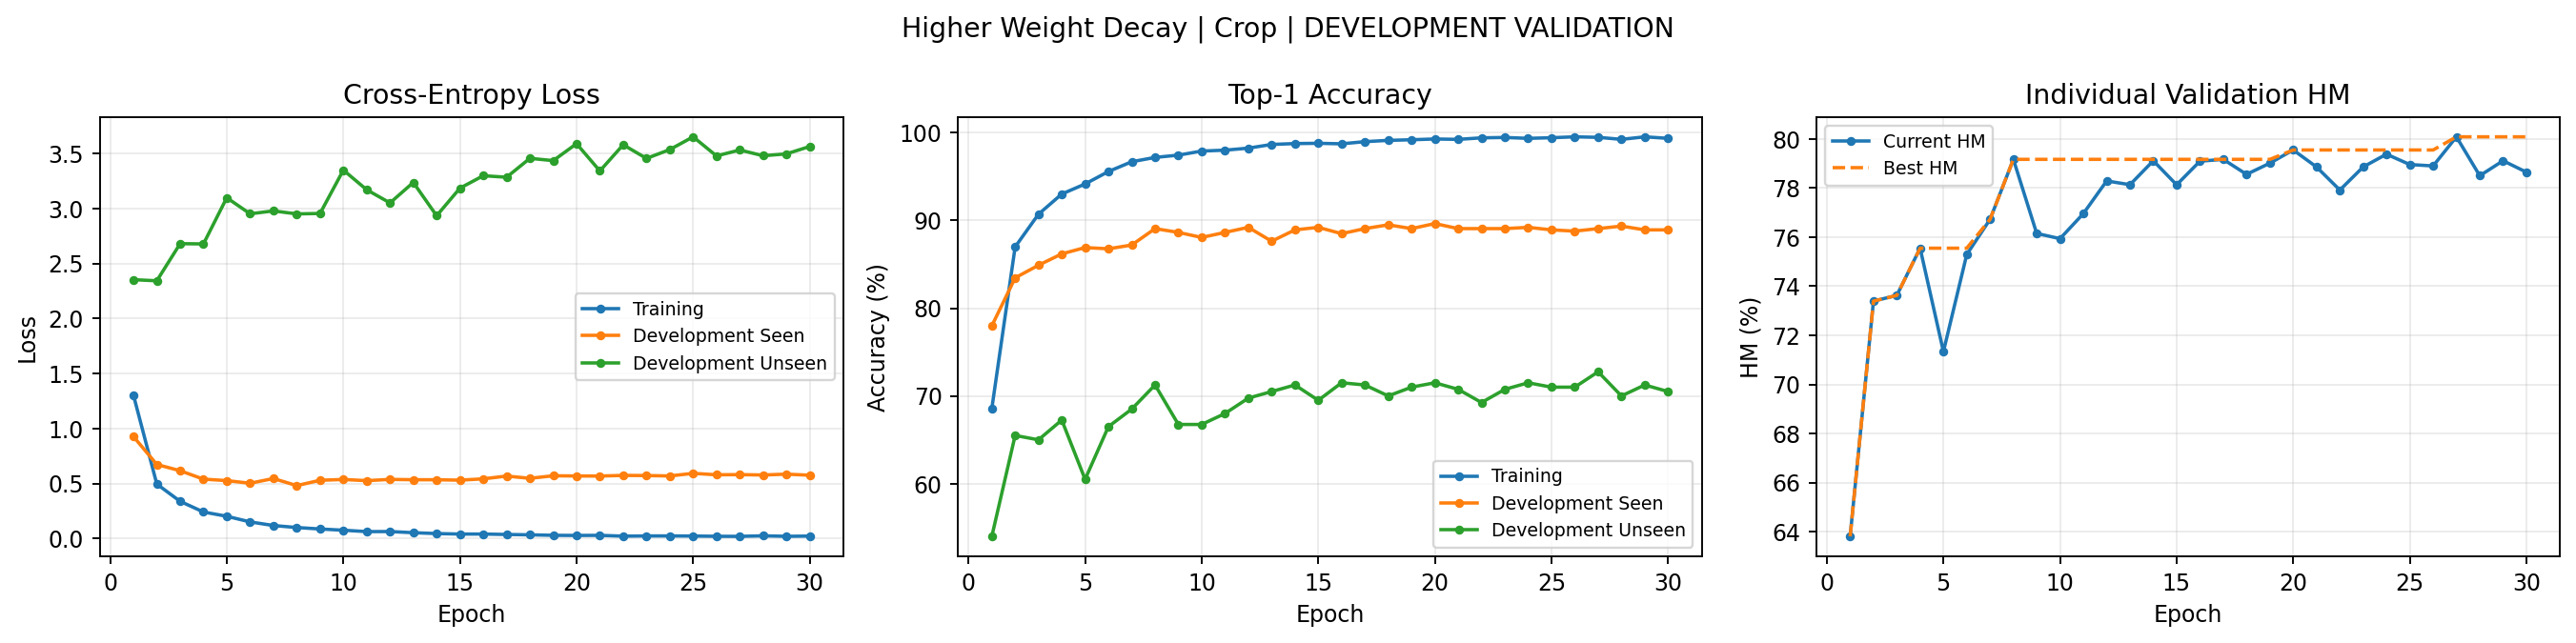 Higher Weight Decay | Crop | DEVELOPMENT VALIDATION
Cross-Entropy Loss
Loss
3.5
3.0
2.5
2.0
1.5
1.0
0.5
0.0
Training
Development Seen
Development Unseen
0 5 10 15 20 25 30
Epoch
Top-1 Accuracy
Accuracy (%)
100
90
80
70
60
Training
Development Seen
Development Unseen
0 5 10 15 20 25 30
Epoch
Individual Validation HM
HM (%)
80
78
76
74
72
70
68
66
64
Current HM
Best HM
0 5 10 15 20 25 30
Epoch